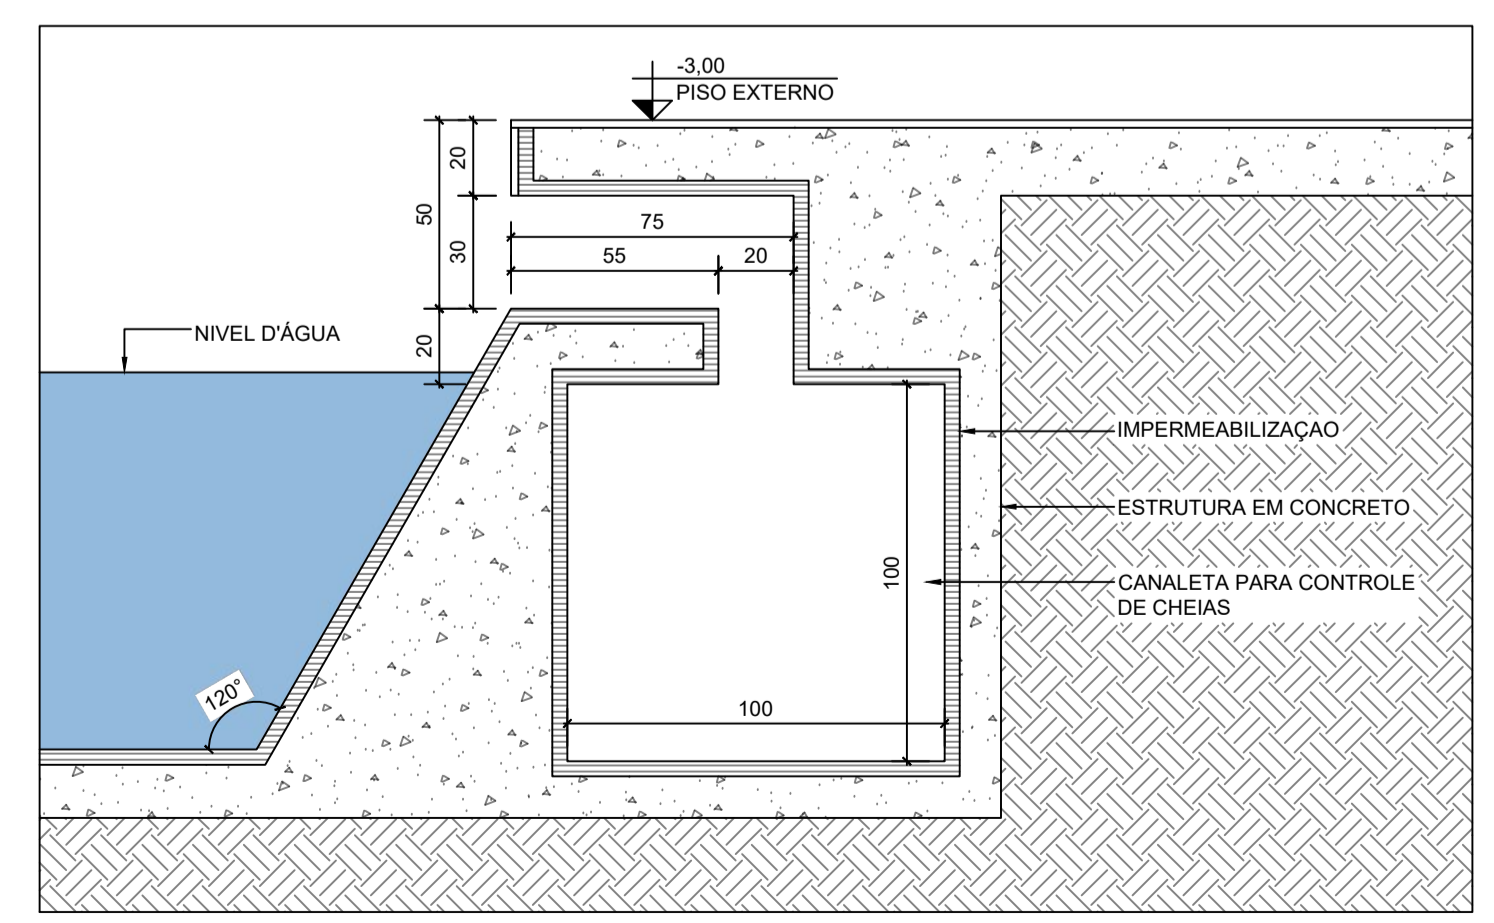 -3,00
PISO EXTERNO
20
50
30
75
55
20
20
NIVEL D'ÁGUA
IMPERMEABILIZAÇAO
ESTRUTURA EM CONCRETO
100
CANALETA PARA CONTROLE
DE CHEIAS
120°
100